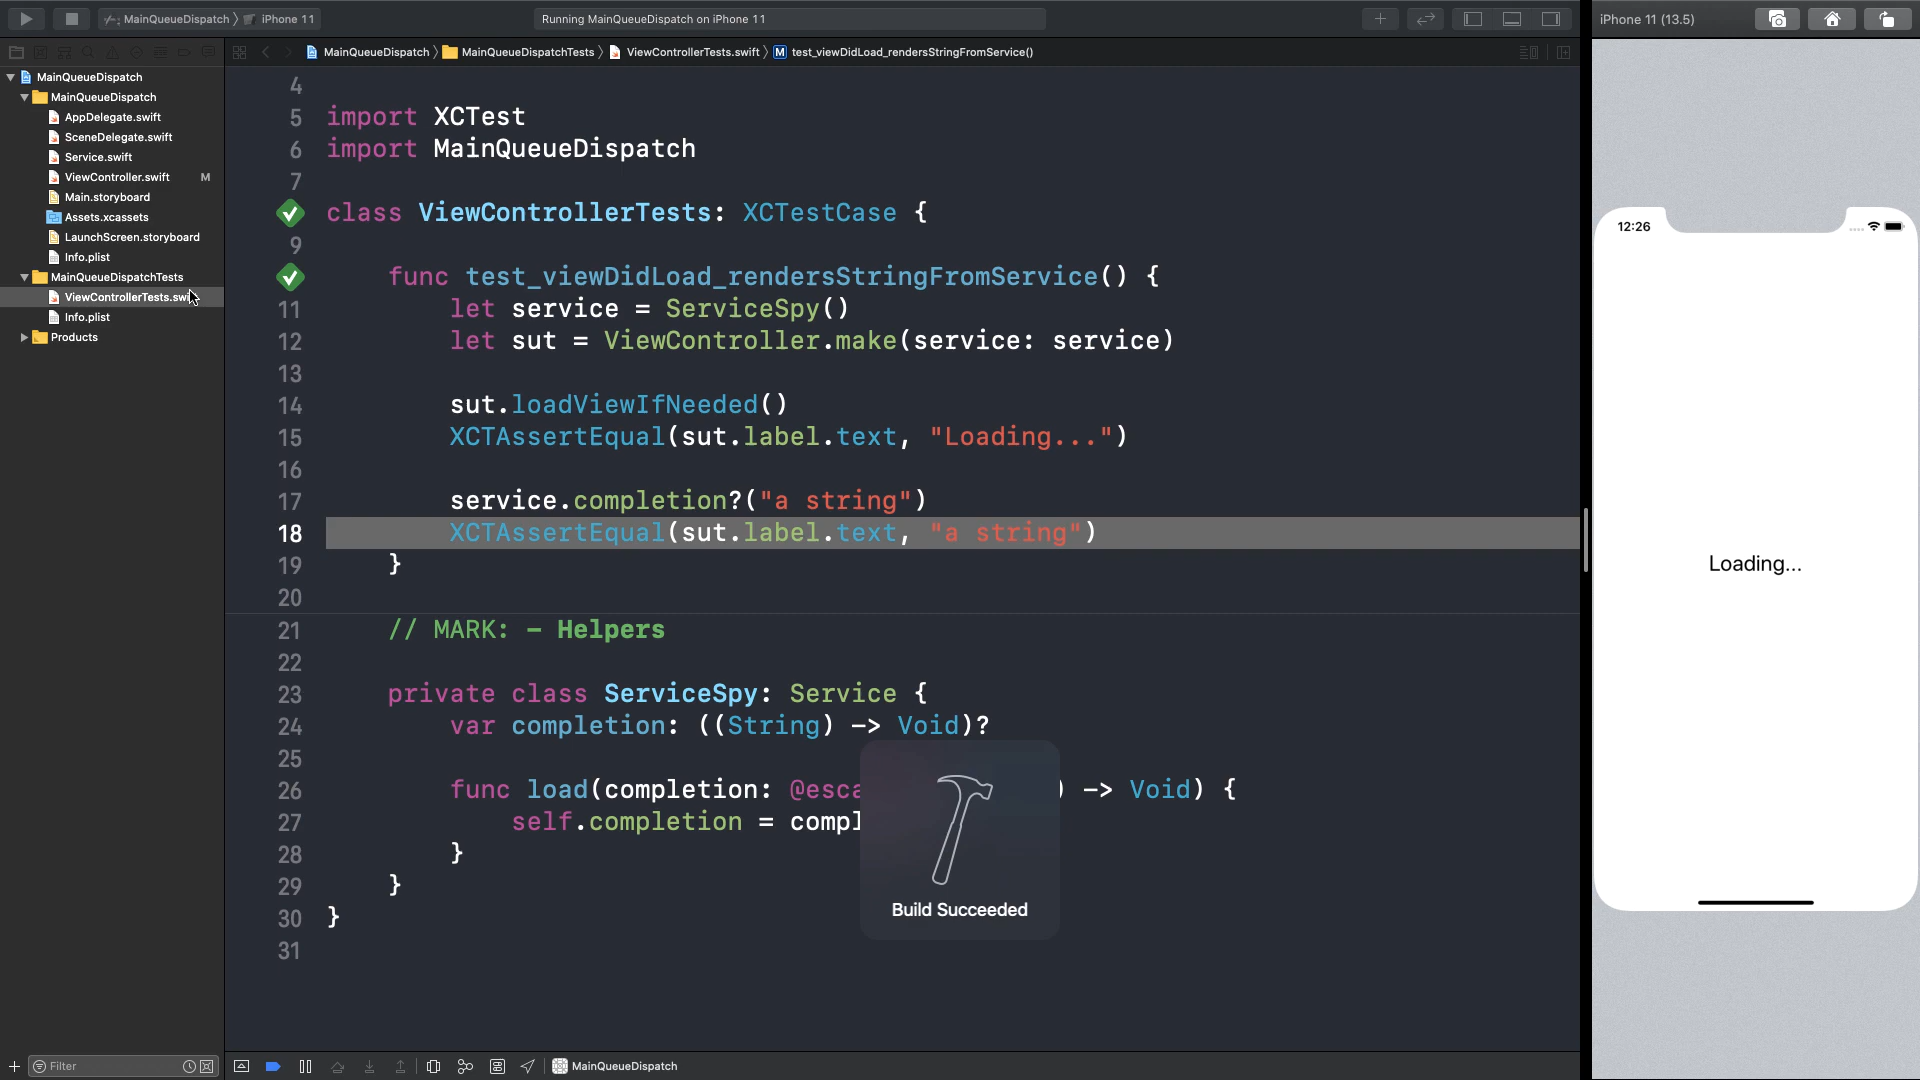 MainQueueDispatch
iPhone 11
Running MainQueueDispatch on iPhone 11
iPhone 11 (13.5)
MainQueueDispatch
MainQueueDispatchTests
ViewControllerTests.swift
M
test_viewDidLoad_rendersStringFromService()
MainQueueDispatch
MainQueueDispatch
AppDelegate.swift
SceneDelegate.swift
Service.swift
ViewController.swift M
Main.storyboard
Assets.xcassets
LaunchScreen.storyboard
Info.plist
MainQueueDispatchTests
ViewControllerTests.swi
Info.plist
Products
Filter
4
5 import XCTest
6 import MainQueueDispatch
7
class ViewControllerTests: XCTestCase {
9
func test_viewDidLoad_rendersStringFromService() {
11 let service = ServiceSpy()
12 let sut = ViewController.make(service: service)
13
14 sut.loadViewIfNeeded()
15 XCTAssertEqual(sut.label.text, "Loading...")
16
17 service.completion?("a string")
18 XCTAssertEqual(sut.label.text, "a string")
19 }
20
21 // MARK: - Helpers
22
23 private class ServiceSpy: Service {
24 var completion: ((String) -> Void)?
25
26 func load(completion: @esca ) -> Void) {
27 self.completion = compl
28 }
29 }
30 }
31
Build Succeeded
MainQueueDispatch
12:26
Loading...